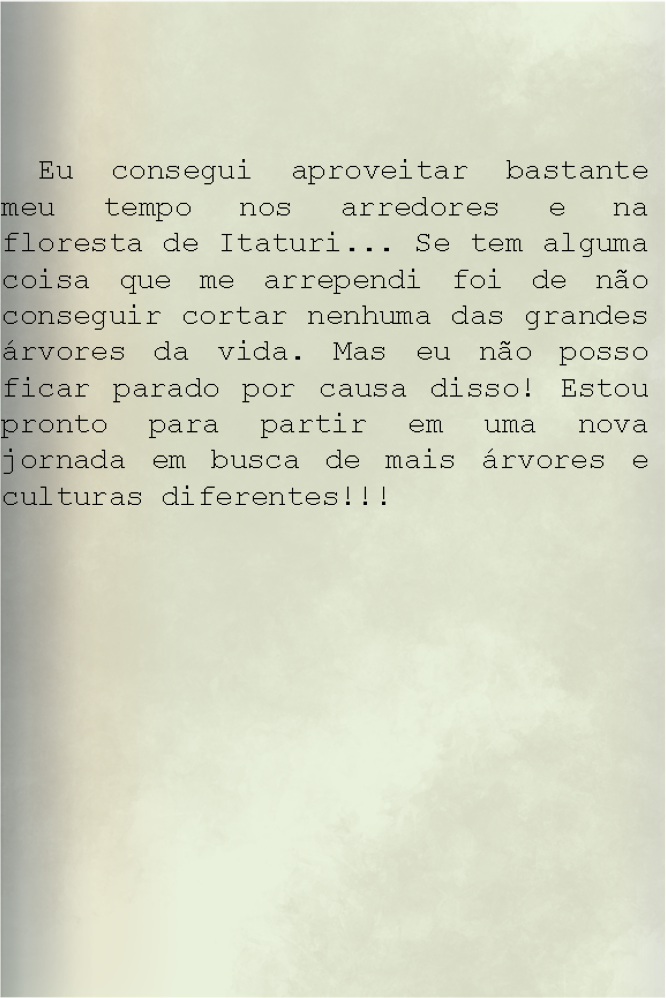 Eu consegui aproveitar bastante
meu tempo nos arredores e na
floresta de Itaturi... Se tem alguma
coisa que me arrependi foi de não
conseguir cortar nenhuma das grandes
árvores da vida. Mas eu não posso
ficar parado por causa disso! Estou
pronto para partir em uma nova
jornada em busca de mais árvores e
culturas diferentes!!!